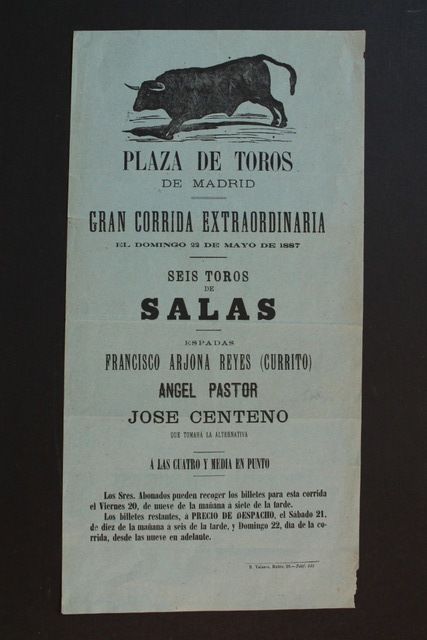 PLAZA DE TOROS
DE MADRID
GRAN CORRIDA EXTRAORDINARIA
EL DOMINGO 22 DE MAYO DE 1887
SEIS TOROS
DE
SALAS
ESPADAS
FRANCISCO ARJONA REYES (CURRITO)
ANGEL PASTOR
JOSE CENTENO
QUE TOMARÁ LA ALTERNATIVA
Á LAS CUATRO Y MEDIA EN PUNTO
Los Sres. Abonados pueden recoger los billetes para esta corrida
el Viernes 20, de nueve de la mañana á siete de la tarde.
Los billetes restantes, á PRECIO DE DESPACHO, el Sábado 21,
de diez de la mañana á seis de la tarde, y Domingo 22, día de la co-
rrida, desde las nueve en adelante.